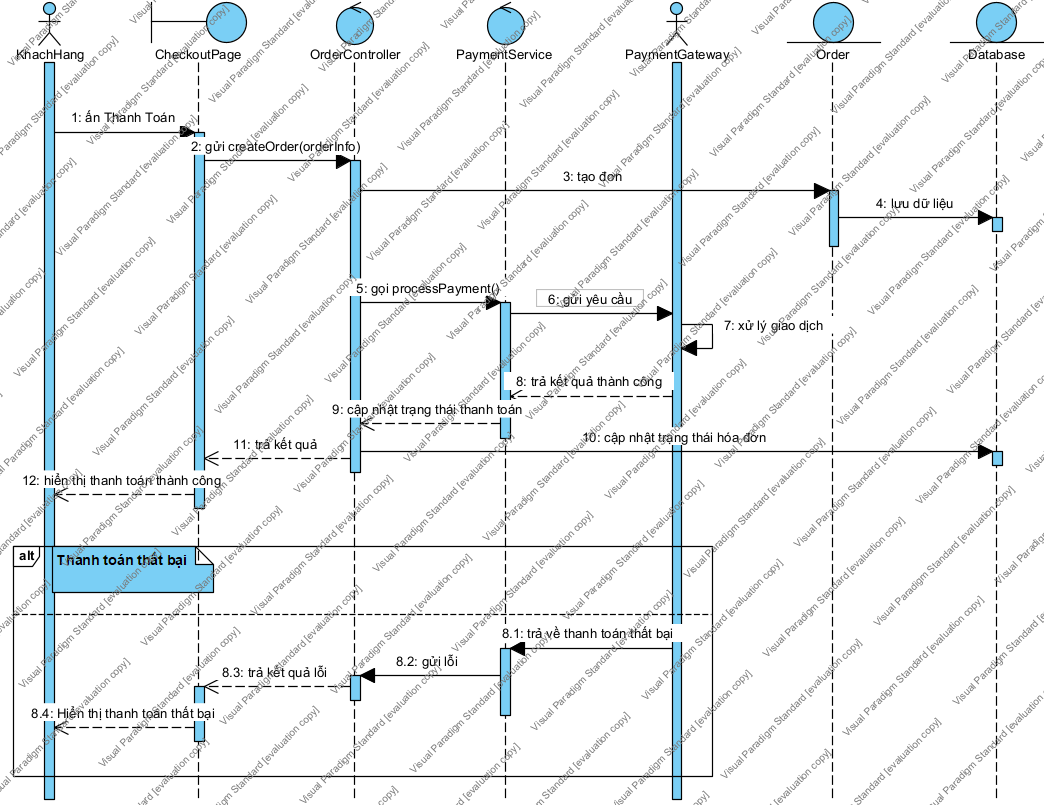 KhachHang
CheckoutPage
OrderController
PaymentService
PaymentGateway
Order
Database
1: ấn Thanh Toán
2: gửi createOrder(orderInfo)
3: tạo đơn
4: lưu dữ liệu
5: gọi processPayment()
6: gửi yêu cầu
7: xử lý giao dịch
8: trả kết quả thành công
9: cập nhật trạng thái thanh toán
10: cập nhật trạng thái hóa đơn
11: trả kết quả
12: hiển thị thanh toán thành công
alt
Thanh toán thất bại
8.1: trả về thanh toán thất bại
8.2: gửi lỗi
8.3: trả kết quả lỗi
8.4: Hiển thị thanh toán thất bại
Visual Paradigm Standard [evaluation copy]